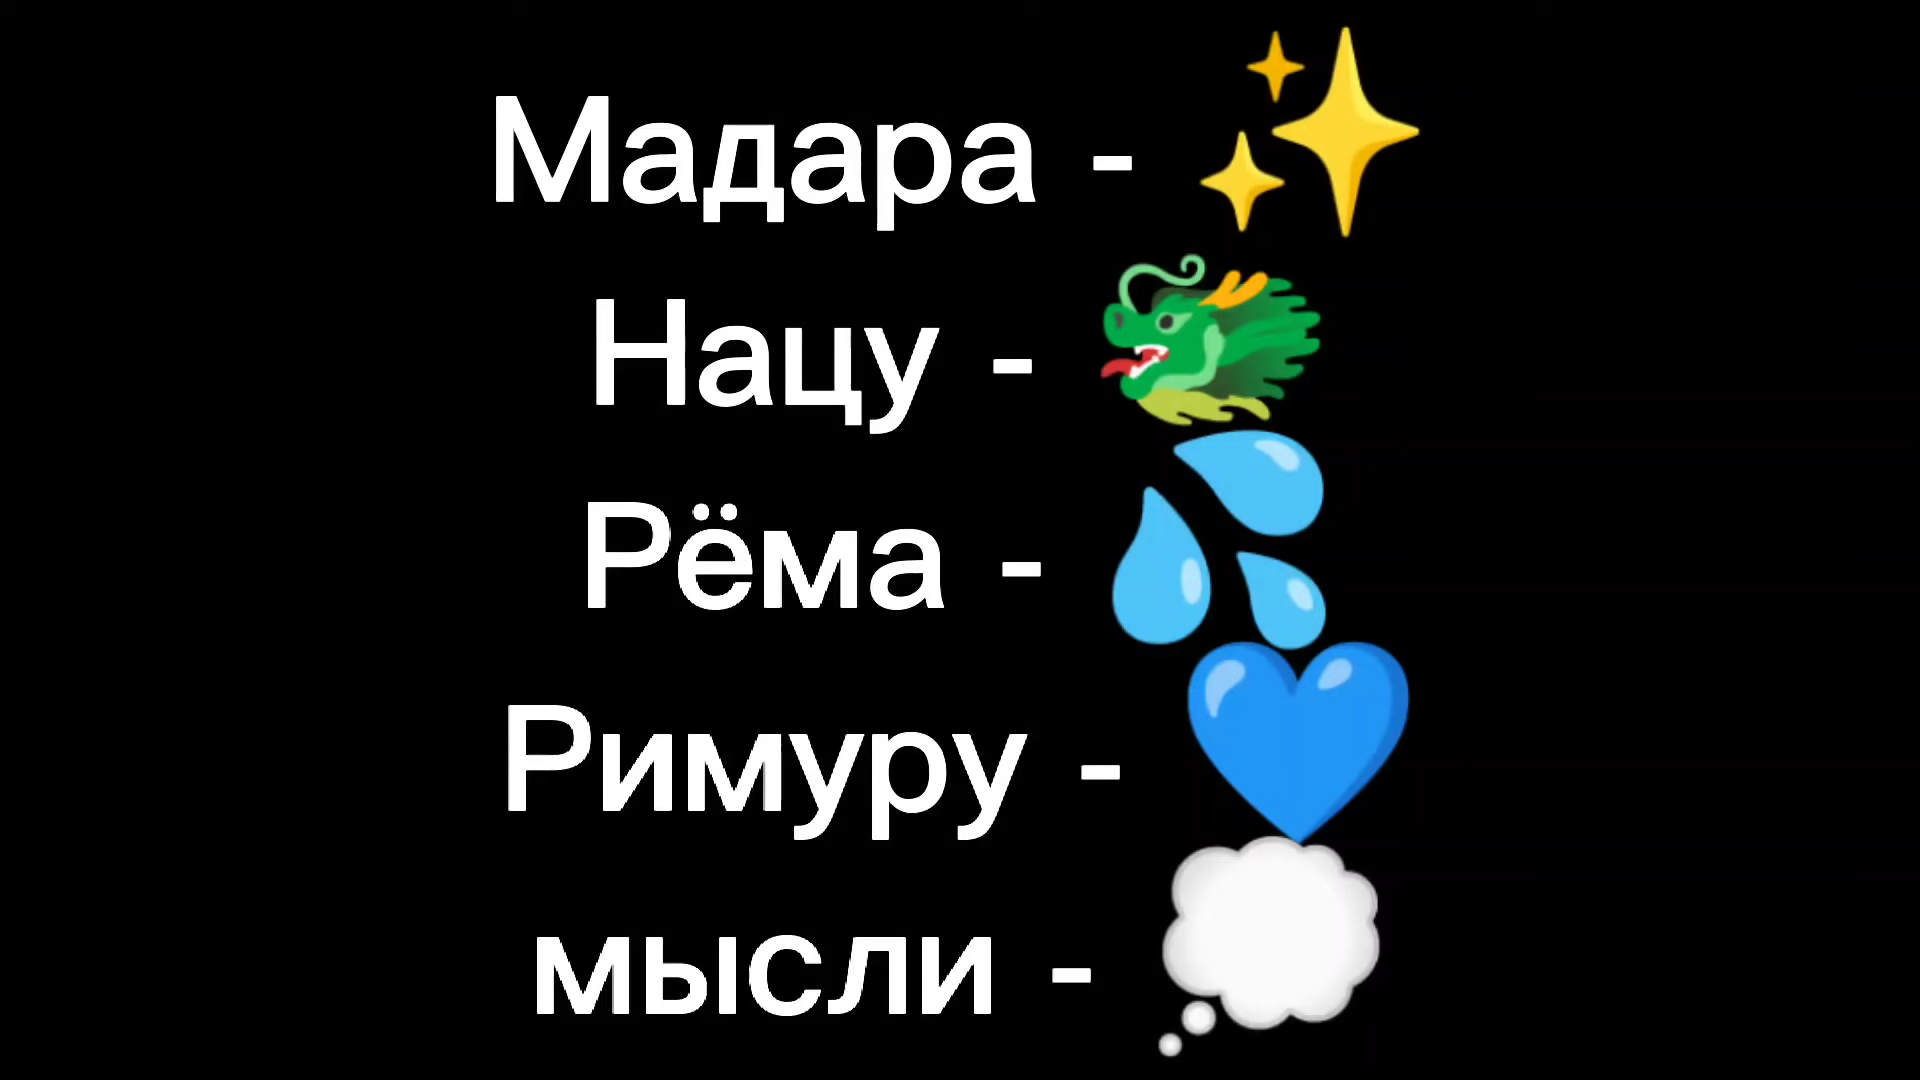 Мадара - ✨
Нацу - 🐲
Рёма - 💦
Римуру - 💙
мысли - 💭